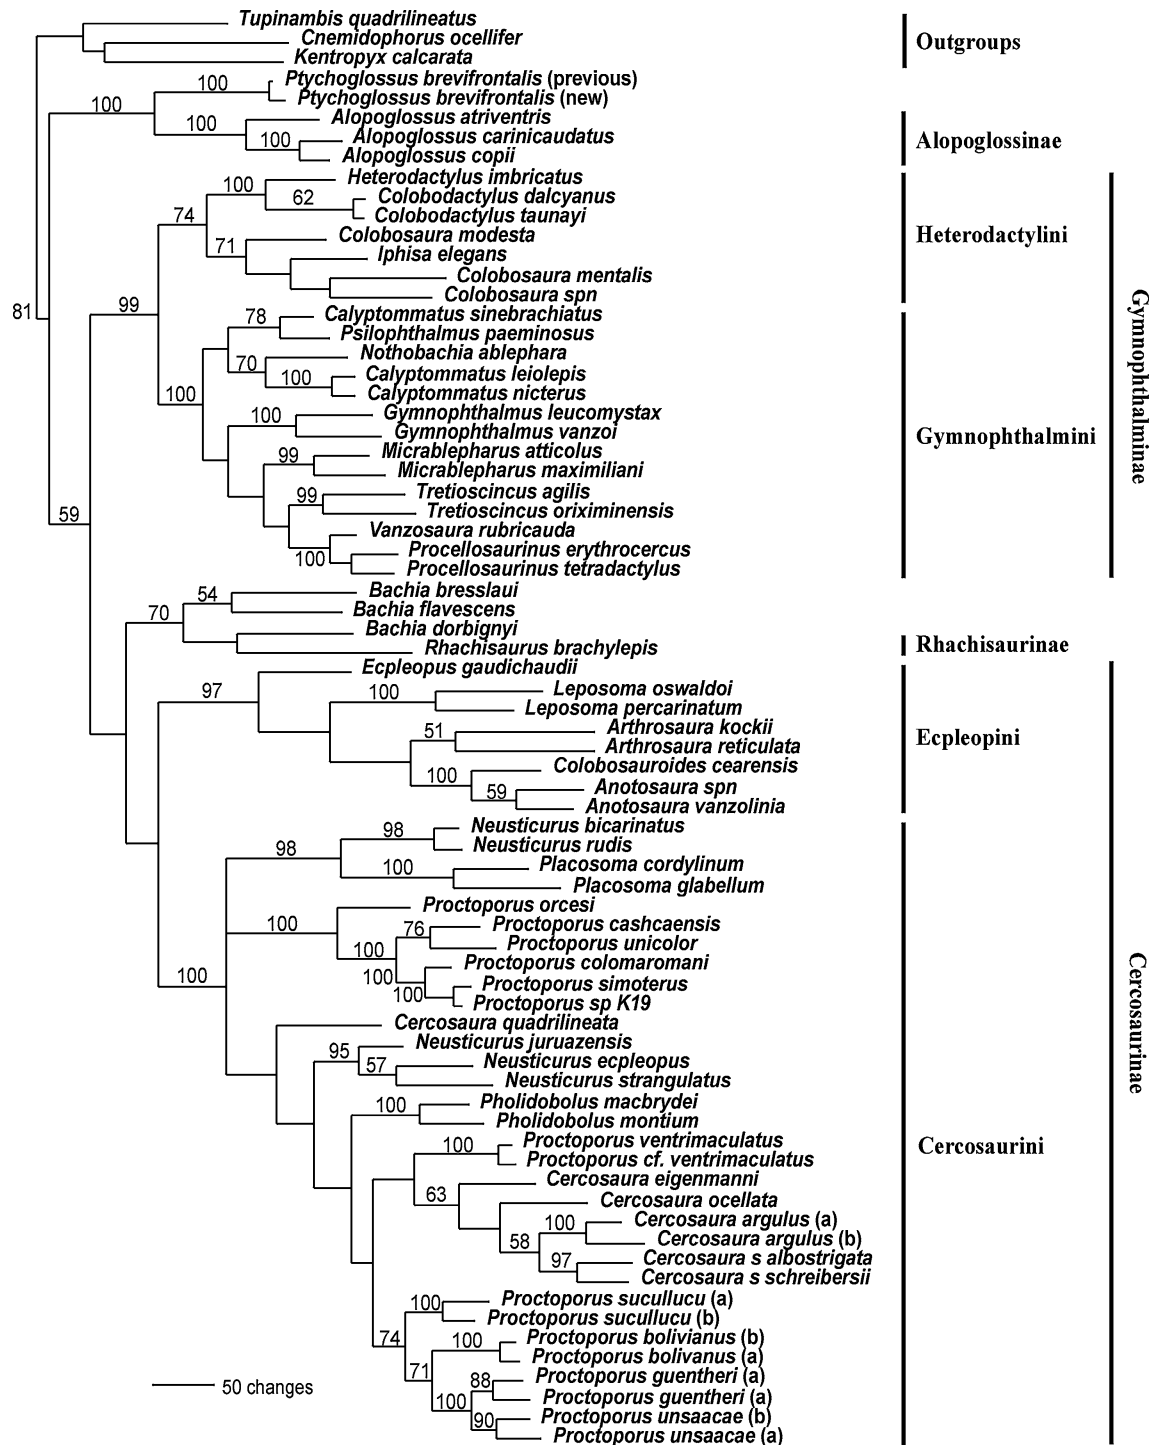 Tupinambis quadrilineatus
Cnemidophorus ocellifer
Outgroups
Kentropyx calcarata
Ptychoglossus brevifrontalis (previous)
100
Ptychoglossus brevifrontalis (new)
100
Alopoglossus atriventris
100
Alopoglossus carinicaudatus
100
Alopoglossinae
Alopoglossus copii
Heterodactylus imbricatus
100
Colobodactylus dalcyanus
62
Colobodactylus taunayi
74
Heterodactylini
Colobosaura modesta
71
Iphisa elegans
Colobosaura mentalis
Colobosaura spn
99
81
Calyptommatus sinebrachiatus
78
Psilophthalmus paeminosus
Nothobachia ablephara
70
Calyptommatus leiolepis
100
Calyptommatus nicterus
100
Gymnophthalminae
Gymnophthalmus leucomystax
100
Gymnophthalmus vanzoi
Gymnophthalmini
Micrablepharus atticolus
99
Micrablepharus maximiliani
Tretioscincus agilis
99
Tretioscincus oriximinensis
59
Vanzosaura rubricauda
Procellosaurinus erythrocercus
100
Procellosaurinus tetradactylus
Bachia bresslaui
54
Bachia flavescens
70
Bachia dorbignyi
Rhachisaurus brachylepis
Rhachisaurinae
Ecpleopus gaudichaudii
97
Leposoma oswaldoi
100
Leposoma percarinatum
Arthrosaura kockii
51
Arthrosaura reticulata
Ecpleopini
Colobosauroides cearensis
100
Anotosaura spn
59
Anotosaura vanzolinia
Neusticurus bicarinatus
98
Neusticurus rudis
98
Placosoma cordylinum
100
Placosoma glabellum
Proctoporus orcesi
100
Proctoporus cashcaensis
76
Proctoporus unicolor
100
Proctoporus colomaromani
100
100
Proctoporus simoterus
100
Proctoporus sp K19
Cercosaurinae
Cercosaura quadrilineata
Neusticurus juruazensis
95
Neusticurus ecpleopus
57
Neusticurus strangulatus
Pholidobolus macbrydei
100
Pholidobolus montium
Proctoporus ventrimaculatus
100
Cercosaurini
Proctoporus cf. ventrimaculatus
Cercosaura eigenmanni
63
Cercosaura ocellata
Cercosaura argulus (a)
100
Cercosaura argulus (b)
58
Cercosaura s albostrigata
97
Cercosaura s schreibersii
Proctoporus sucullucu (a)
100
Proctoporus sucullucu (b)
74
Proctoporus bolivianus (b)
100
Proctoporus bolivanus (a)
71
Proctoporus guentheri (a)
88
50 changes
Proctoporus guentheri (a)
100
Proctoporus unsaacae (b)
90
Proctoporus unsaacae (a)